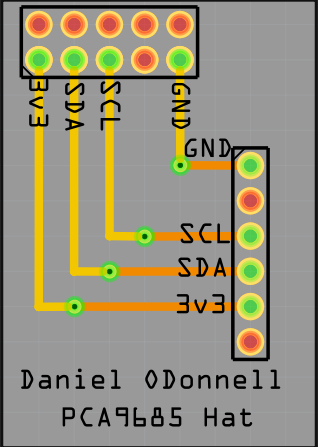 3v3 SDA SCL GND
GND
SCL
SDA
3v3
Daniel ODonnell
PCA9685 Hat